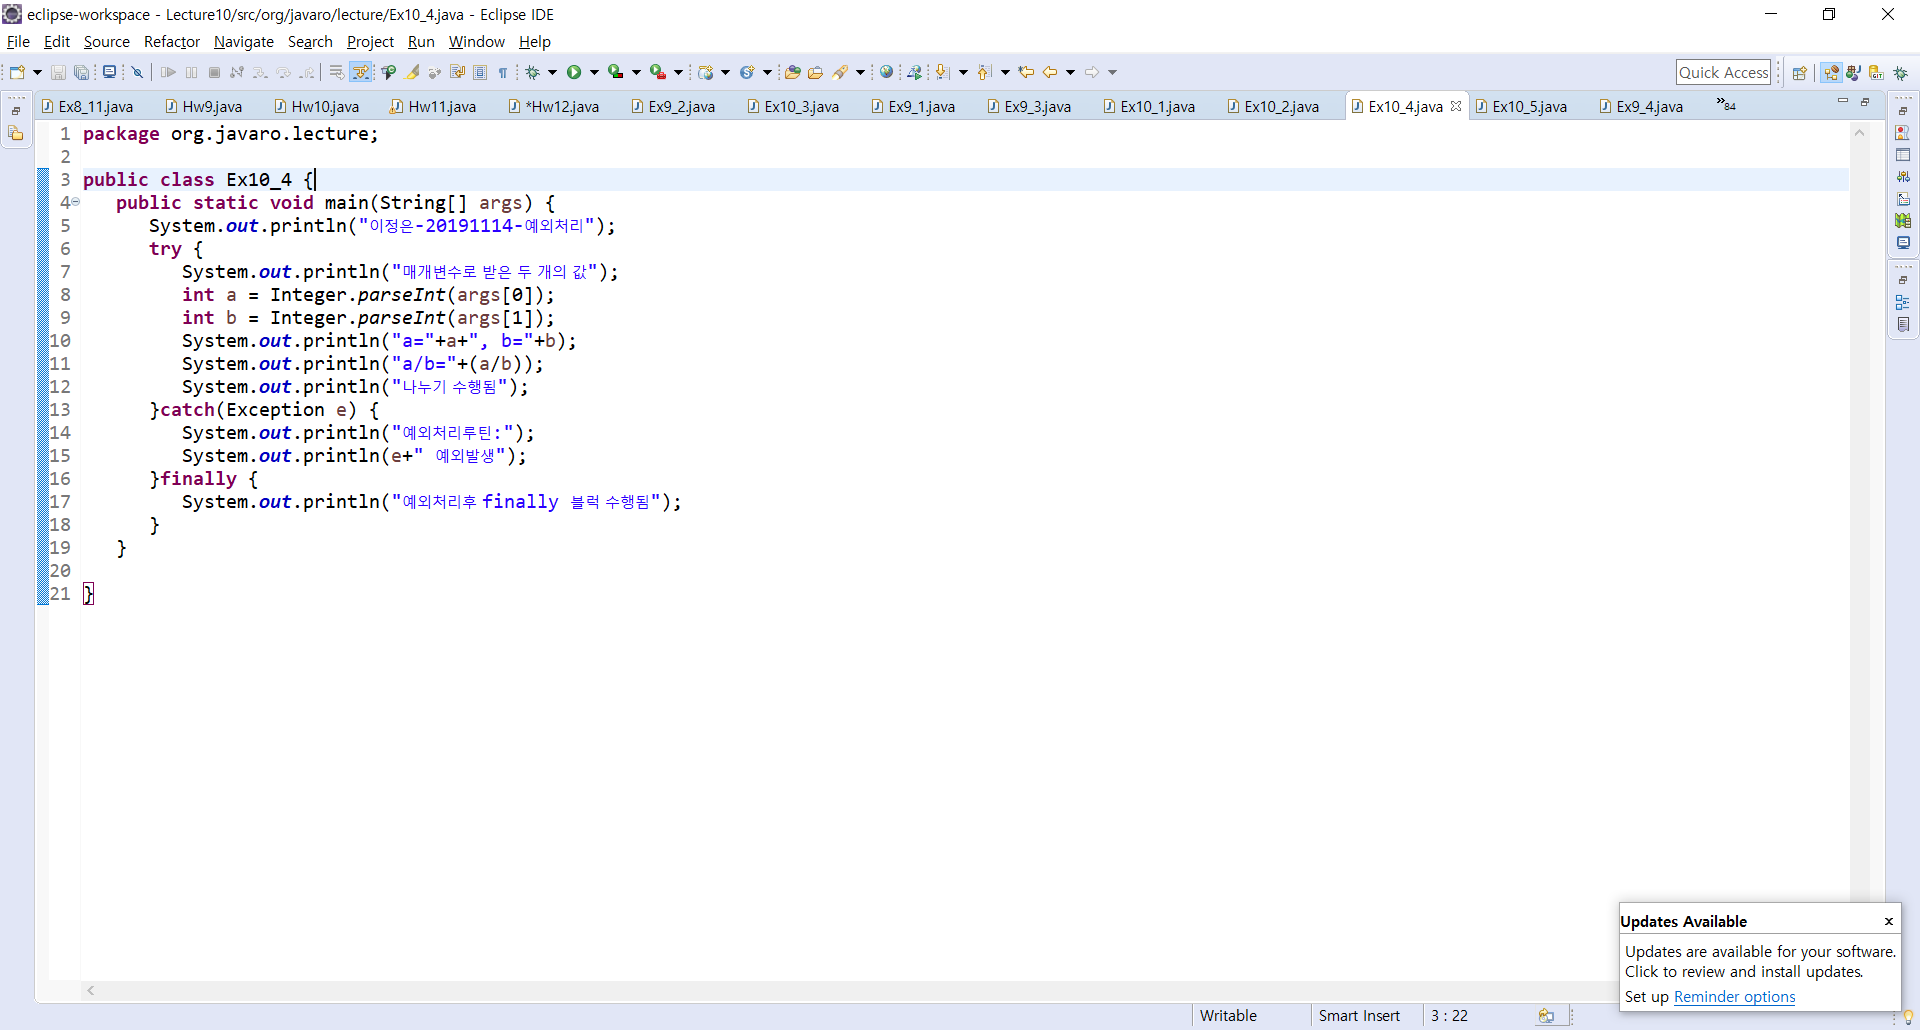 eclipse-workspace - Lecture10/src/org/javaro/lecture/Ex10_4.java - Eclipse IDE
File Edit Source Refactor Navigate Search Project Run Window Help
Quick Access
Ex8_11.java Hw9.java Hw10.java Hw11.java *Hw12.java Ex9_2.java Ex10_3.java Ex9_1.java Ex9_3.java Ex10_1.java Ex10_2.java Ex10_4.java Ex10_5.java Ex9_4.java »84
1 package org.javaro.lecture;
2
3 public class Ex10_4 {
4 public static void main(String[] args) {
5 System.out.println("이정은-20191114-예외처리");
6 try {
7 System.out.println("매개변수로 받은 두 개의 값");
8 int a = Integer.parseInt(args[0]);
9 int b = Integer.parseInt(args[1]);
10 System.out.println("a="+a+", b="+b);
11 System.out.println("a/b="+(a/b));
12 System.out.println("나누기 수행됨");
13 }catch(Exception e) {
14 System.out.println("예외처리루틴:");
15 System.out.println(e+" 예외발생");
16 }finally {
17 System.out.println("예외처리후 finally 블럭 수행됨");
18 }
19 }
20
21 }
Updates Available x
Updates are available for your software.
Click to review and install updates.
Set up Reminder options
Writable Smart Insert 3 : 22